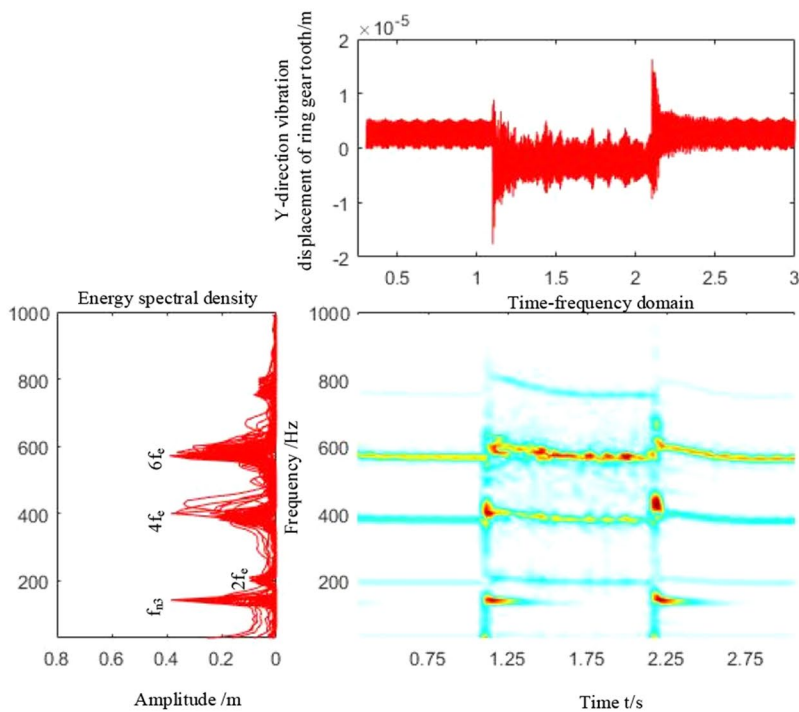 × 10⁻⁵
Y-direction vibration
displacement of ring gear tooth/m
2
1
0
-1
-2
0.5 1 1.5 2 2.5 3
Energy spectral density
1000
800
600
400
200
6fe
4fe
2fe
fn3
0.8 0.6 0.4 0.2 0
Amplitude /m
Time-frequency domain
Frequency /Hz
1000
800
600
400
200
0.75 1.25 1.75 2.25 2.75
Time t/s